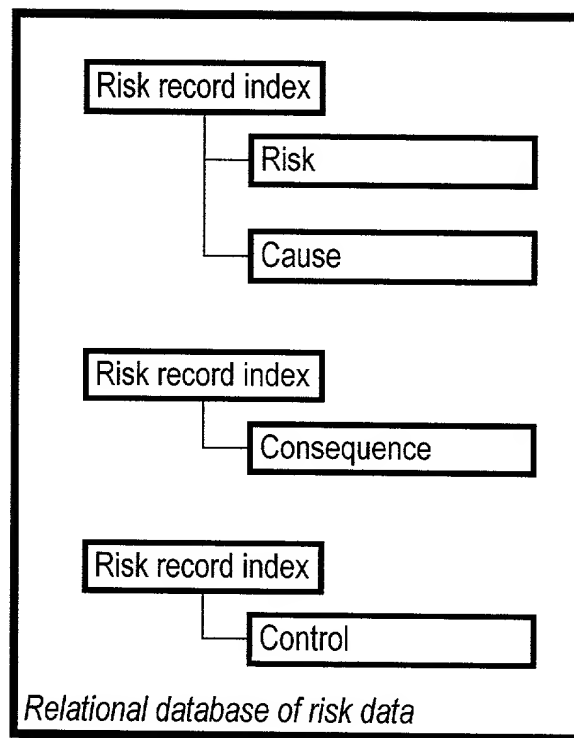 Risk record index
Risk
Cause
Risk record index
Consequence
Risk record index
Control
Relational database of risk data